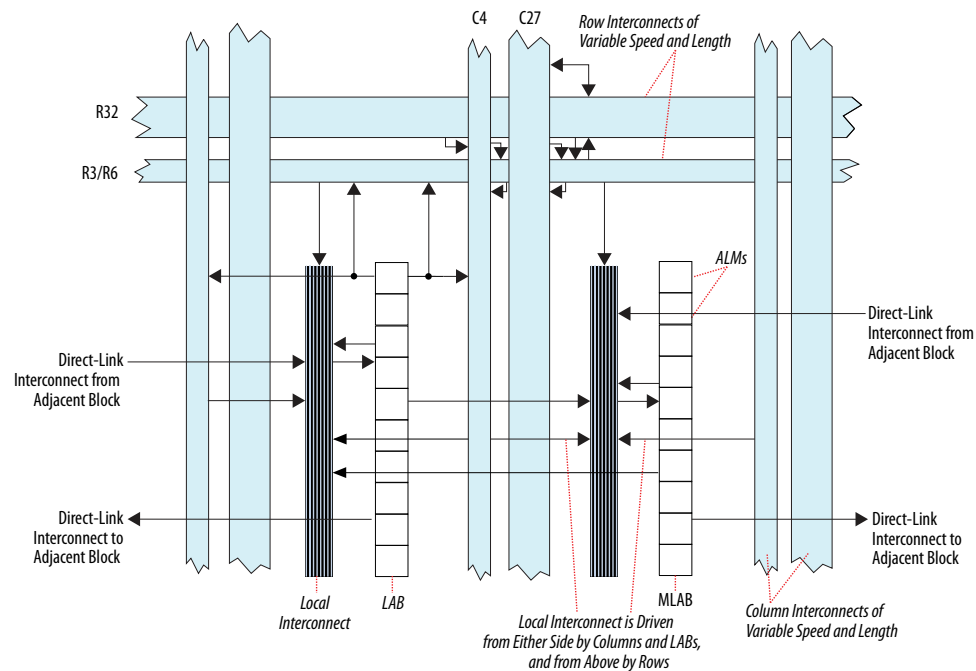 C4
C27
Row Interconnects of
Variable Speed and Length
R32
R3/R6
ALMs
Direct-Link
Interconnect from
Adjacent Block
Direct-Link
Interconnect from
Adjacent Block
Direct-Link
Interconnect to
Adjacent Block
Direct-Link
Interconnect to
Adjacent Block
Local
Interconnect
LAB
Local Interconnect is Driven
from Either Side by Columns and LABs,
and from Above by Rows
MLAB
Column Interconnects of
Variable Speed and Length